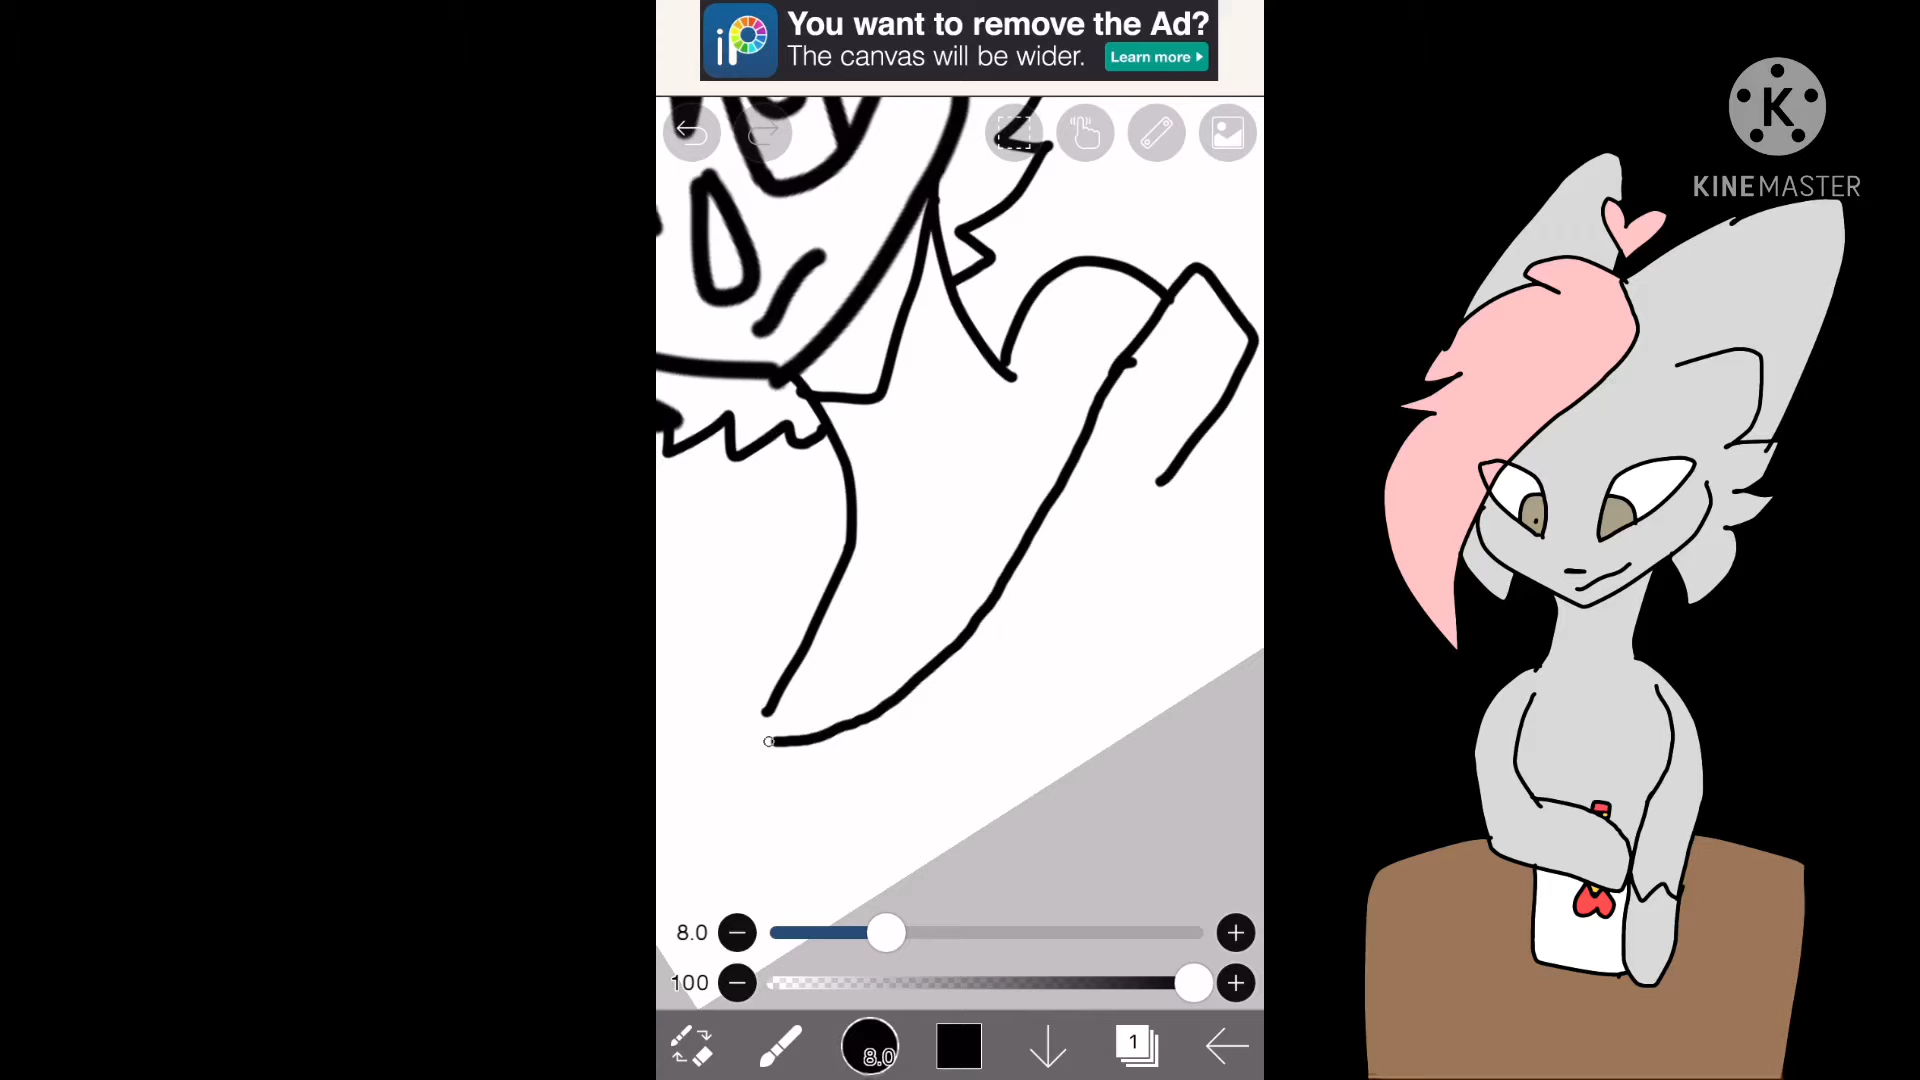 iP
You want to remove the Ad?
The canvas will be wider.
Learn more
K
KINEMASTER
8.0
100
8.0
1